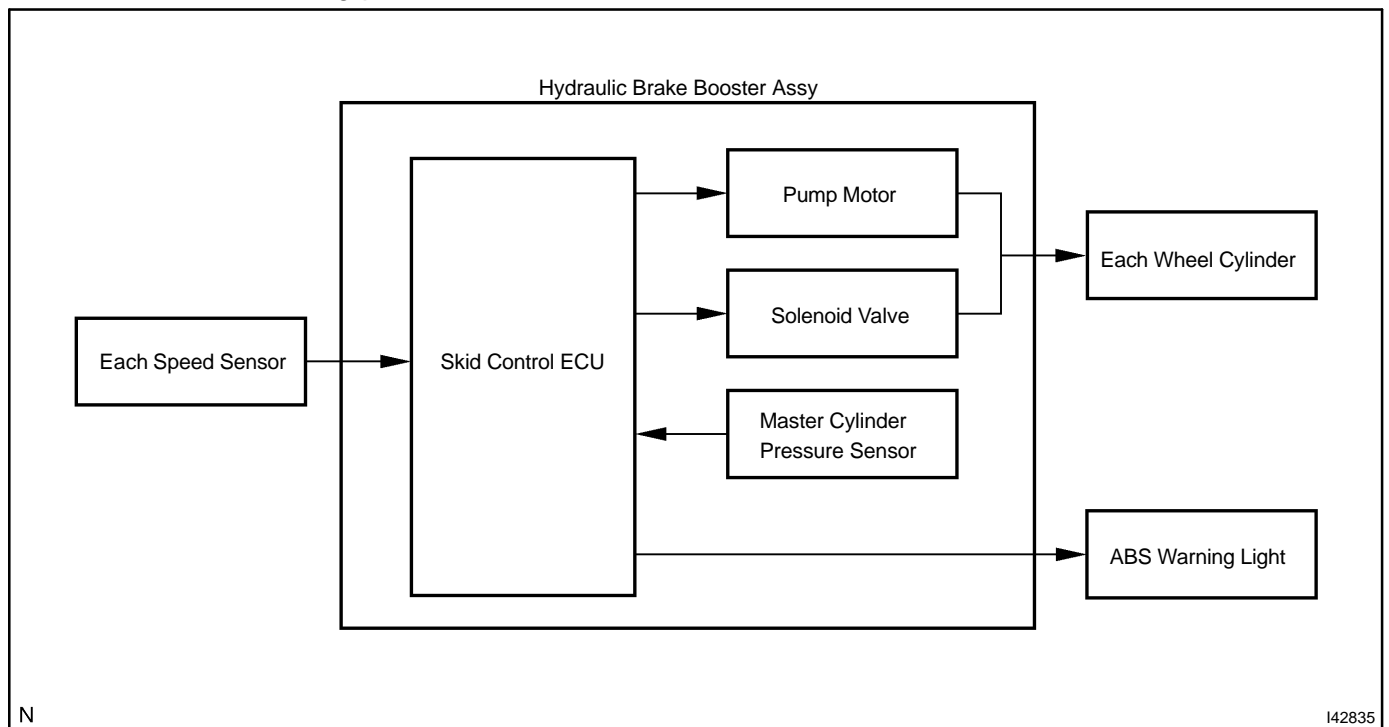 Hydraulic Brake Booster Assy
Pump Motor
Each Wheel Cylinder
Solenoid Valve
Each Speed Sensor
Skid Control ECU
Master Cylinder
Pressure Sensor
ABS Warning Light
N
I42835